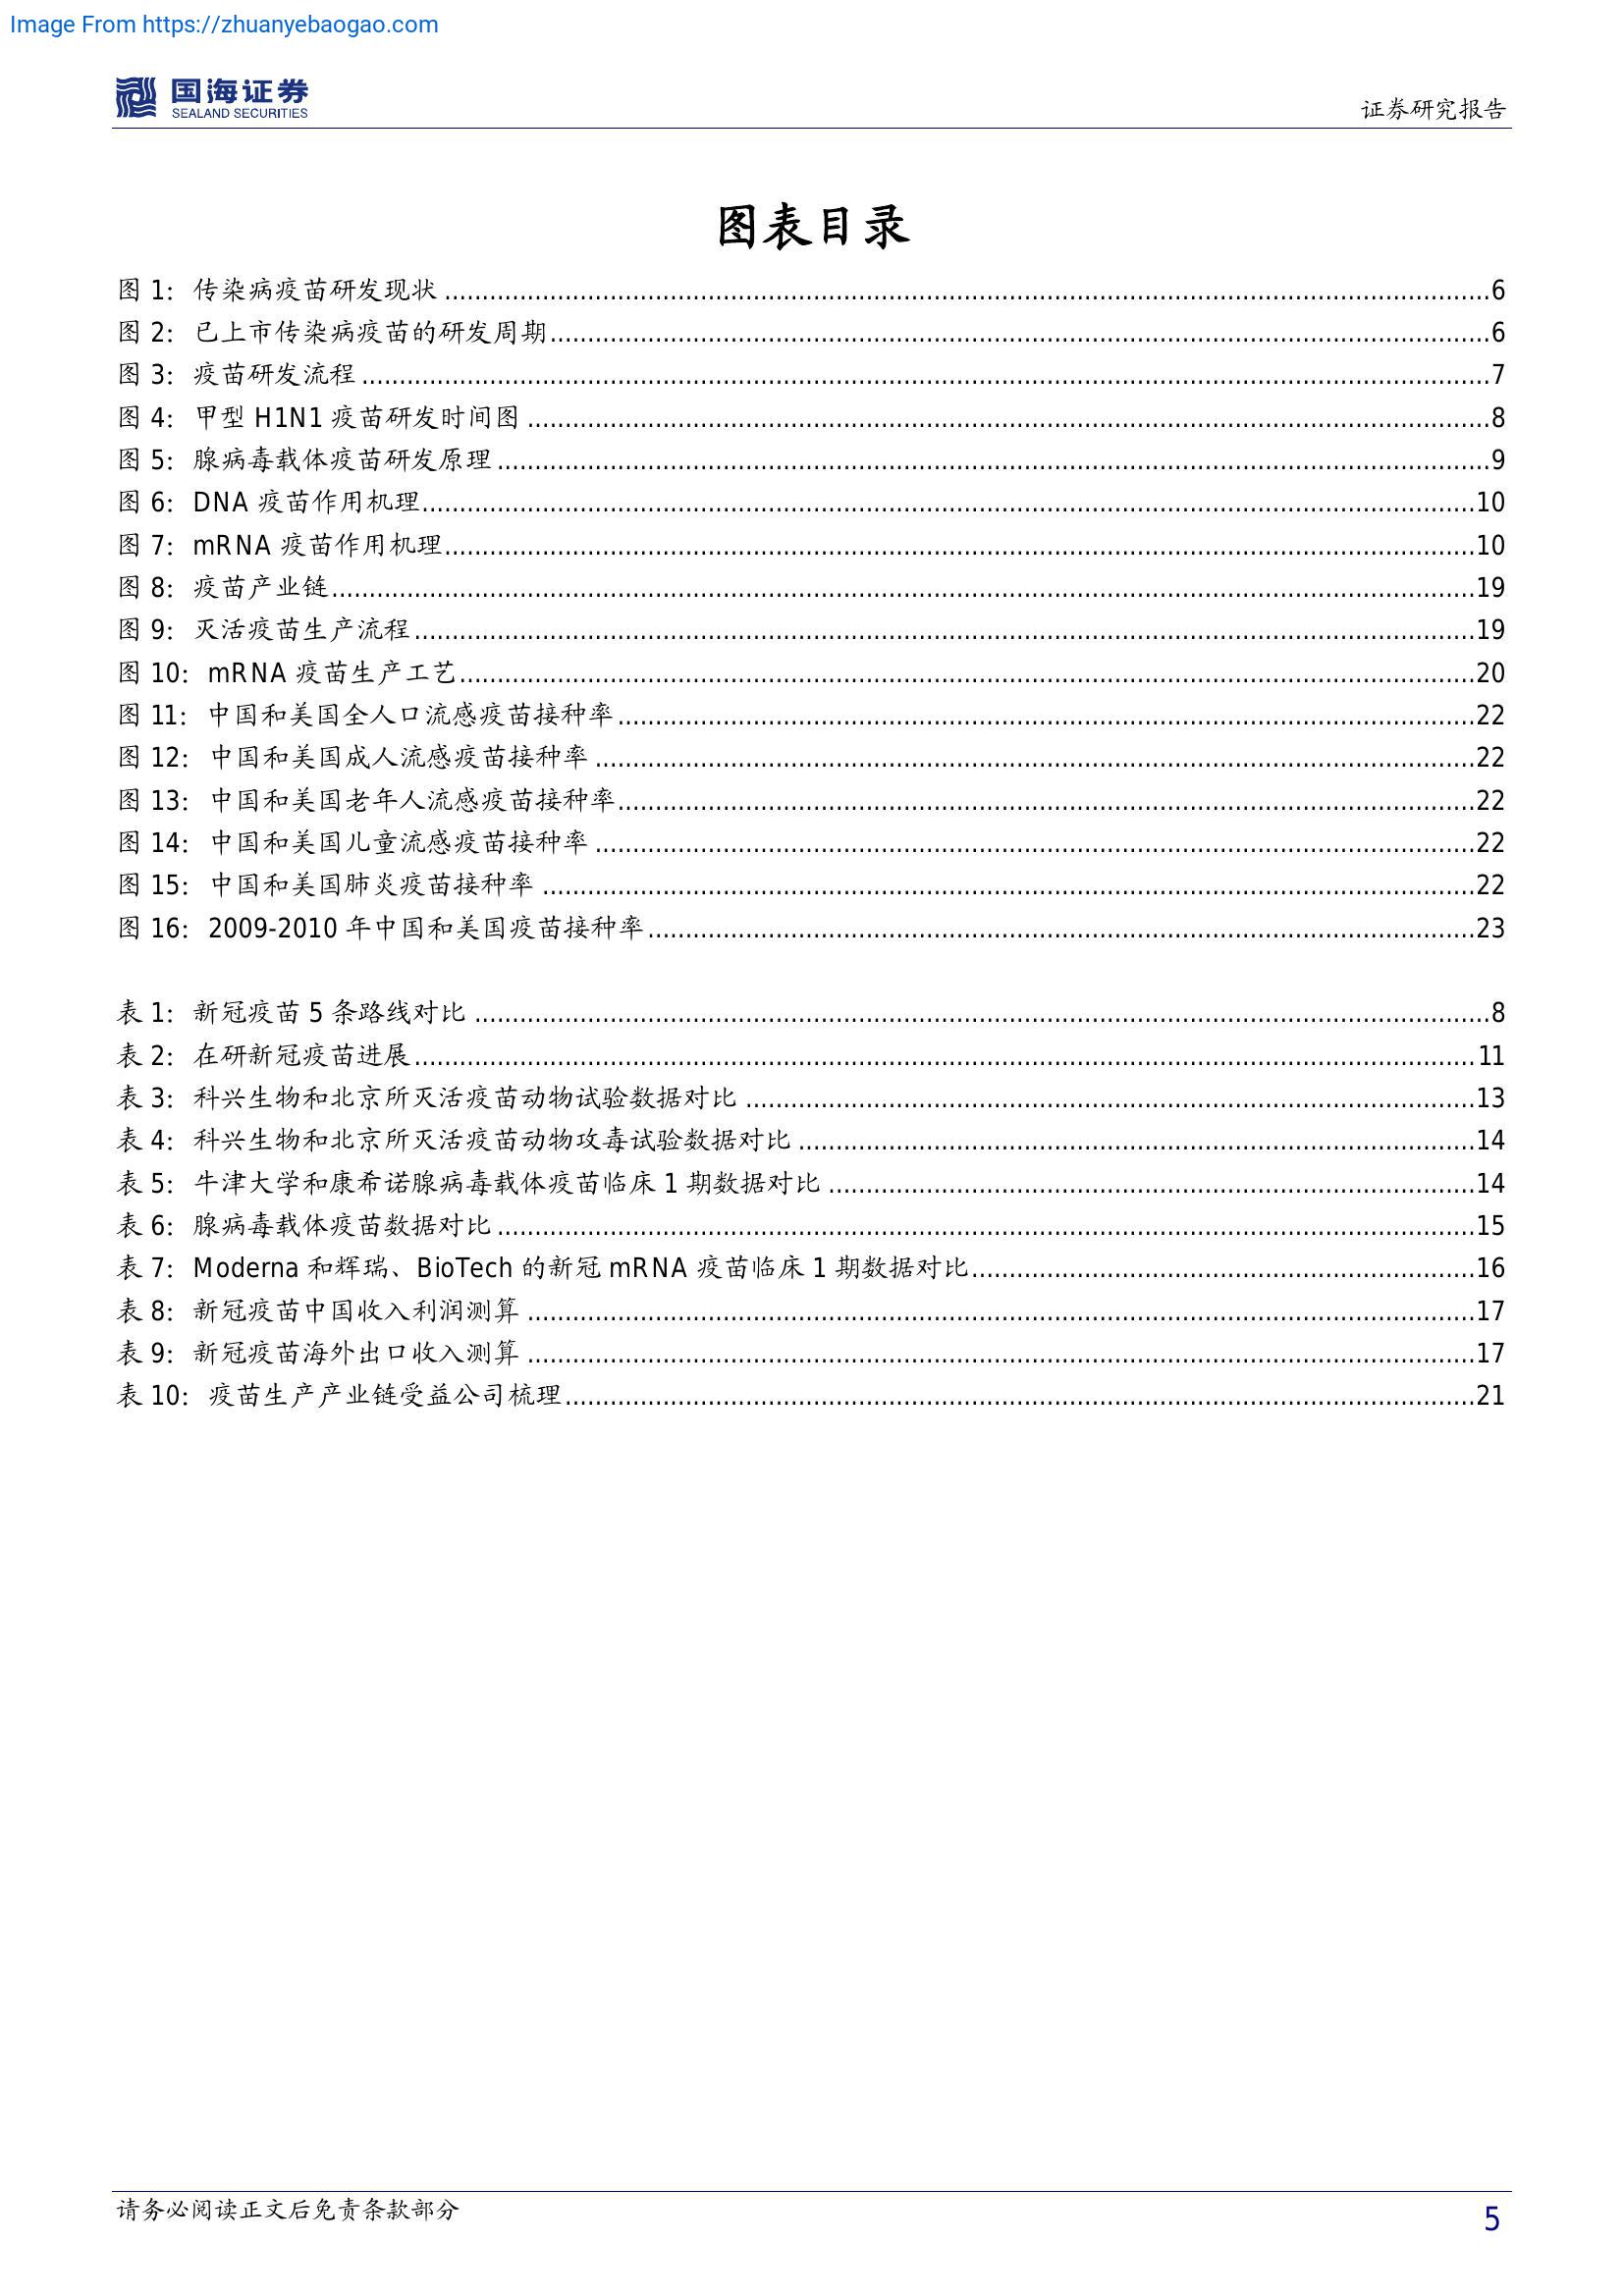 Image From https://zhuanyebaogao.com
国海证券
SEALAND SECURITIES
证券研究报告
图表目录
图 1：传染病疫苗研发现状 ........ 6
图 2：已上市传染病疫苗的研发周期 ........ 6
图 3：疫苗研发流程 ........ 7
图 4：甲型 H1N1 疫苗研发时间图 ........ 8
图 5：腺病毒载体疫苗研发原理 ........ 9
图 6：DNA 疫苗作用机理 ........ 10
图 7：mRNA 疫苗作用机理 ........ 10
图 8：疫苗产业链 ........ 19
图 9：灭活疫苗生产流程 ........ 19
图 10：mRNA 疫苗生产工艺 ........ 20
图 11：中国和美国全人口流感疫苗接种率 ........ 22
图 12：中国和美国成人流感疫苗接种率 ........ 22
图 13：中国和美国老年人流感疫苗接种率 ........ 22
图 14：中国和美国儿童流感疫苗接种率 ........ 22
图 15：中国和美国肺炎疫苗接种率 ........ 22
图 16：2009-2010 年中国和美国疫苗接种率 ........ 23
表 1：新冠疫苗 5 条路线对比 ........ 8
表 2：在研新冠疫苗进展 ........ 11
表 3：科兴生物和北京所灭活疫苗动物试验数据对比 ........ 13
表 4：科兴生物和北京所灭活疫苗动物攻毒试验数据对比 ........ 14
表 5：牛津大学和康希诺腺病毒载体疫苗临床 1 期数据对比 ........ 14
表 6：腺病毒载体疫苗数据对比 ........ 15
表 7：Moderna 和辉瑞、BioTech 的新冠 mRNA 疫苗临床 1 期数据对比 ........ 16
表 8：新冠疫苗中国收入利润测算 ........ 17
表 9：新冠疫苗海外出口收入测算 ........ 17
表 10：疫苗生产产业链受益公司梳理 ........ 21
请务必阅读正文后免责条款部分
5